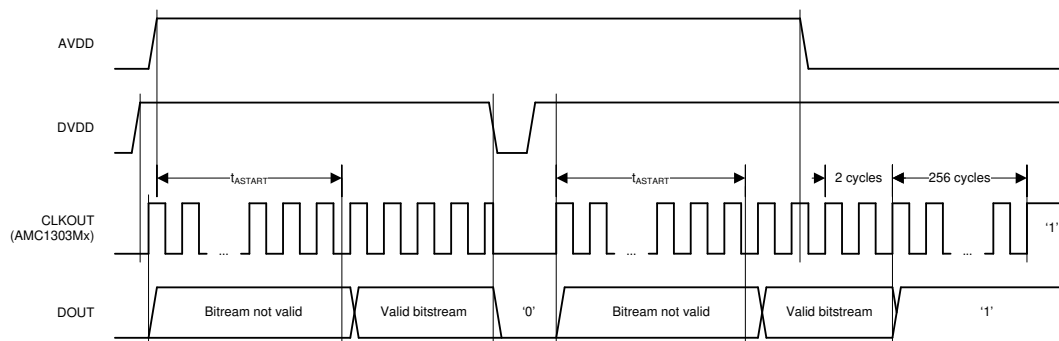 AVDD
DVDD
tASTART
tASTART
2 cycles
256 cycles
CLKOUT
(AMC1303Mx)
...
...
...
'1'
DOUT
Bitream not valid
Valid bitstream
'0'
Bitream not valid
Valid bitstream
'1'